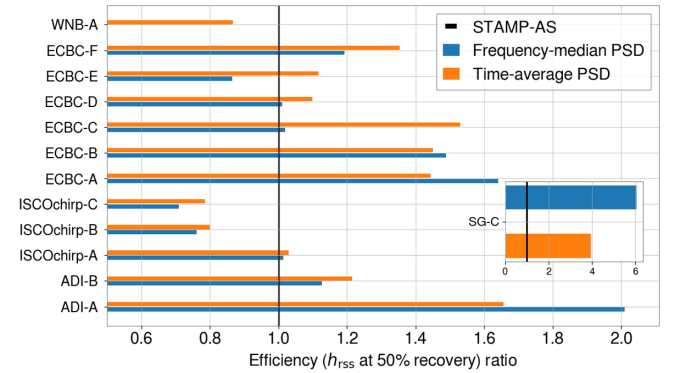 WNB-A
ECBC-F
ECBC-E
ECBC-D
ECBC-C
ECBC-B
ECBC-A
ISCOchirp-C
ISCOchirp-B
ISCOchirp-A
ADI-B
ADI-A
STAMP-AS
Frequency-median PSD
Time-average PSD
SG-C
0 2 4 6
0.6 0.8 1.0 1.2 1.4 1.6 1.8 2.0
Efficiency (hrss at 50% recovery) ratio